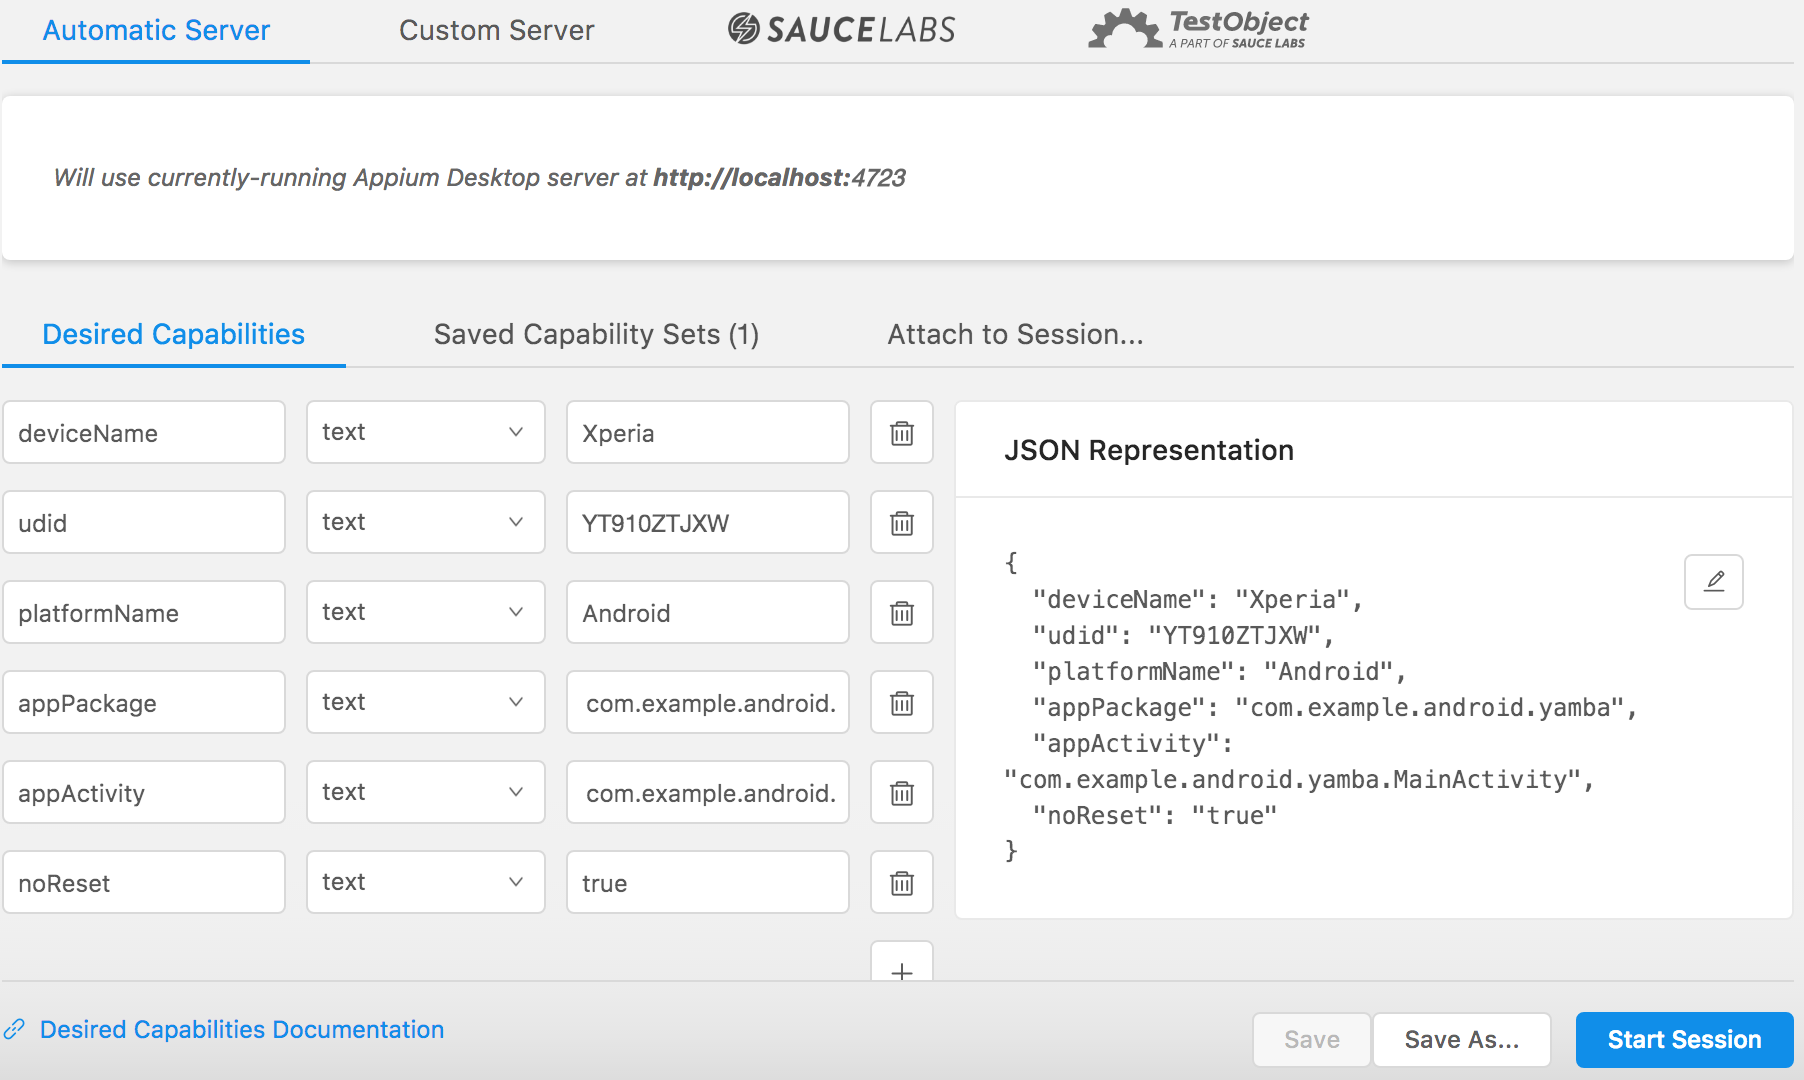 Automatic Server
Custom Server
SAUCELABS
TestObject
A PART OF SAUCE LABS
Will use currently-running Appium Desktop server at http://localhost:4723
Desired Capabilities
Saved Capability Sets (1)
Attach to Session...
deviceName
text
Xperia
udid
text
YT910ZTJXW
platformName
text
Android
appPackage
text
com.example.android.
appActivity
text
com.example.android.
noReset
text
true
JSON Representation
{
"deviceName": "Xperia",
"udid": "YT910ZTJXW",
"platformName": "Android",
"appPackage": "com.example.android.yamba",
"appActivity":
"com.example.android.yamba.MainActivity",
"noReset": "true"
}
Desired Capabilities Documentation
Save
Save As...
Start Session